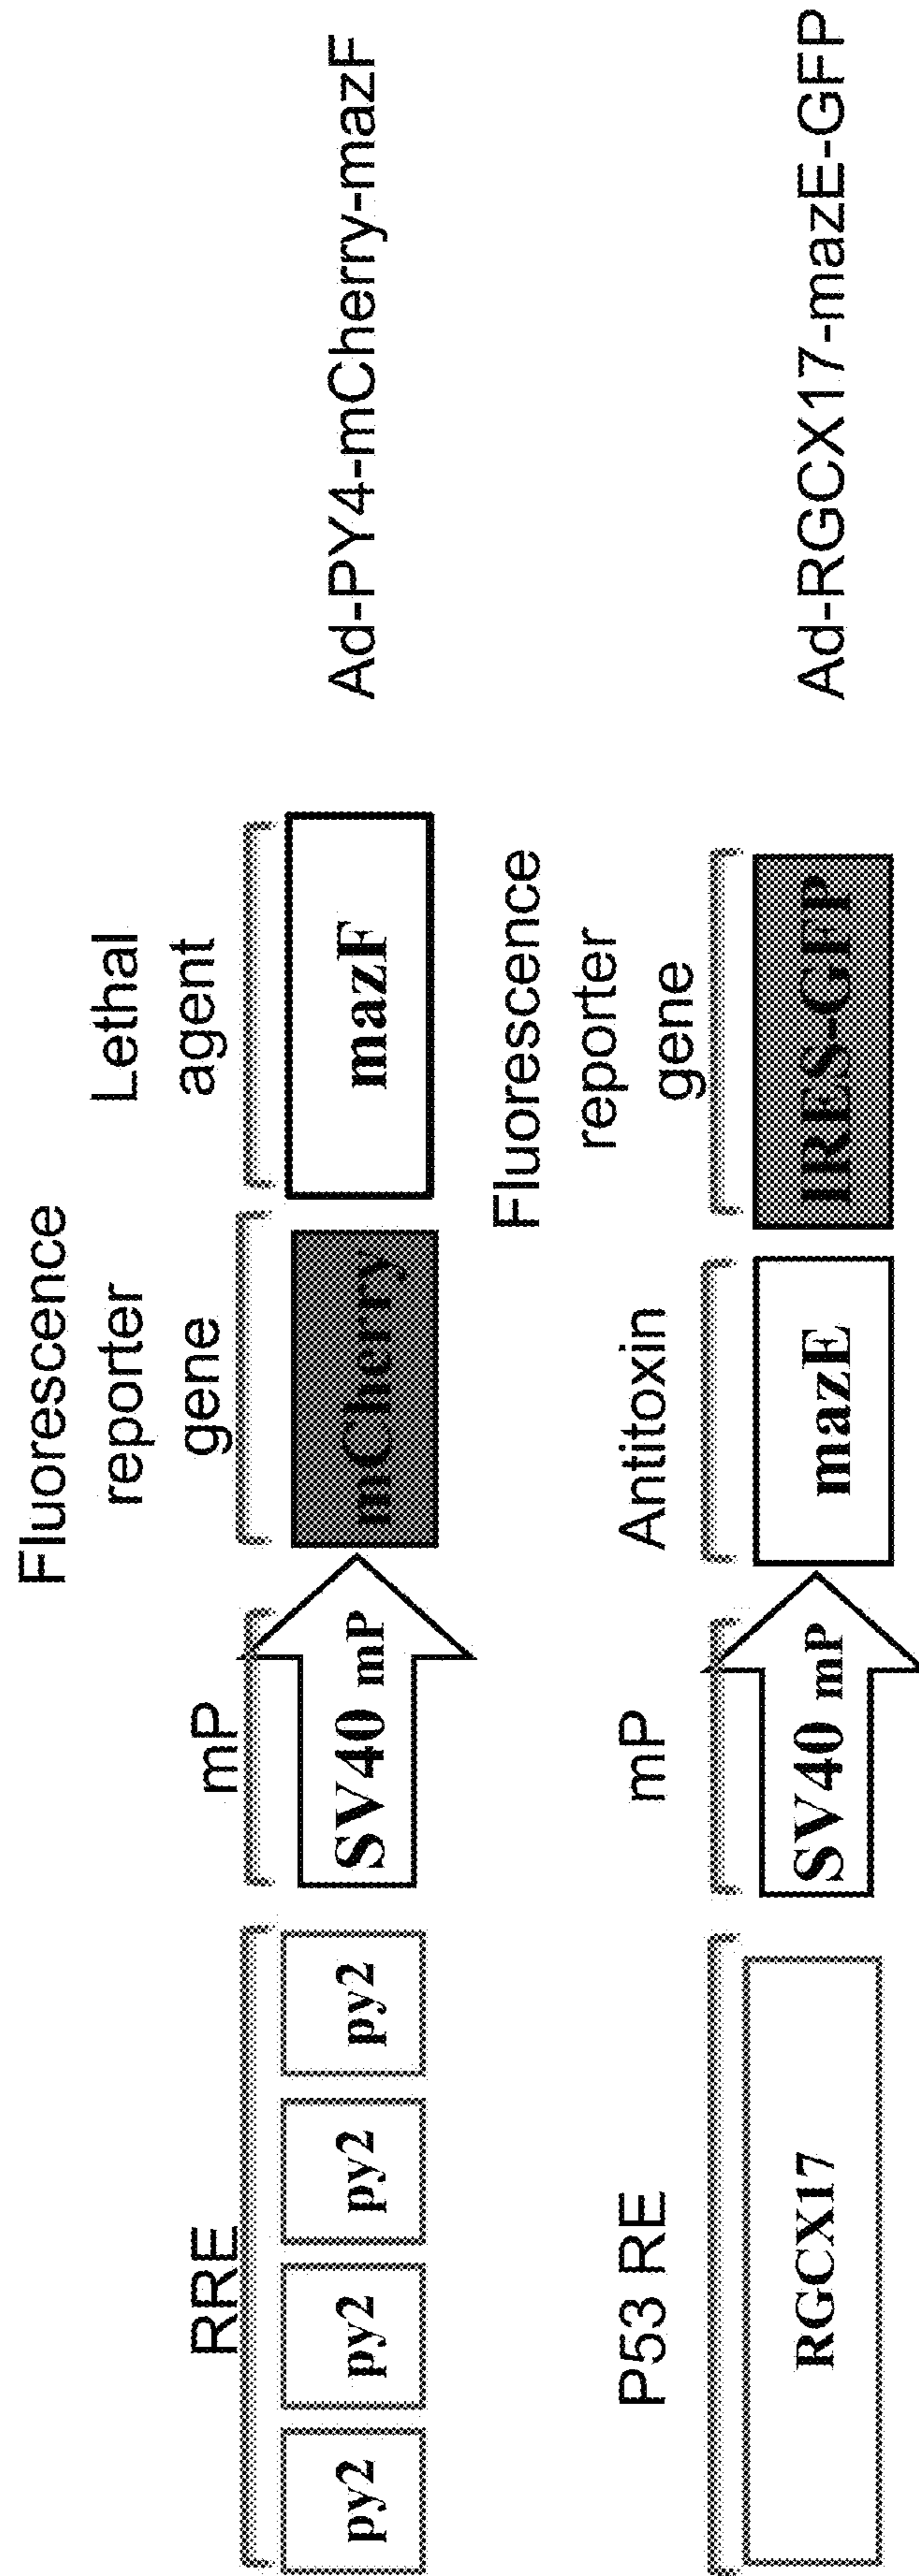 Fluorescence
reporter
gene
Lethal
agent
RRE
mP
py2 py2 py2 py2
SV40 mP
mCherry
mazF
Ad-PY4-mCherry-mazF
Fluorescence
reporter
gene
P53 RE
mP
Antitoxin
RGCX17
SV40 mP
mazE
IRES-GFP
Ad-RGCX17-mazE-GFP